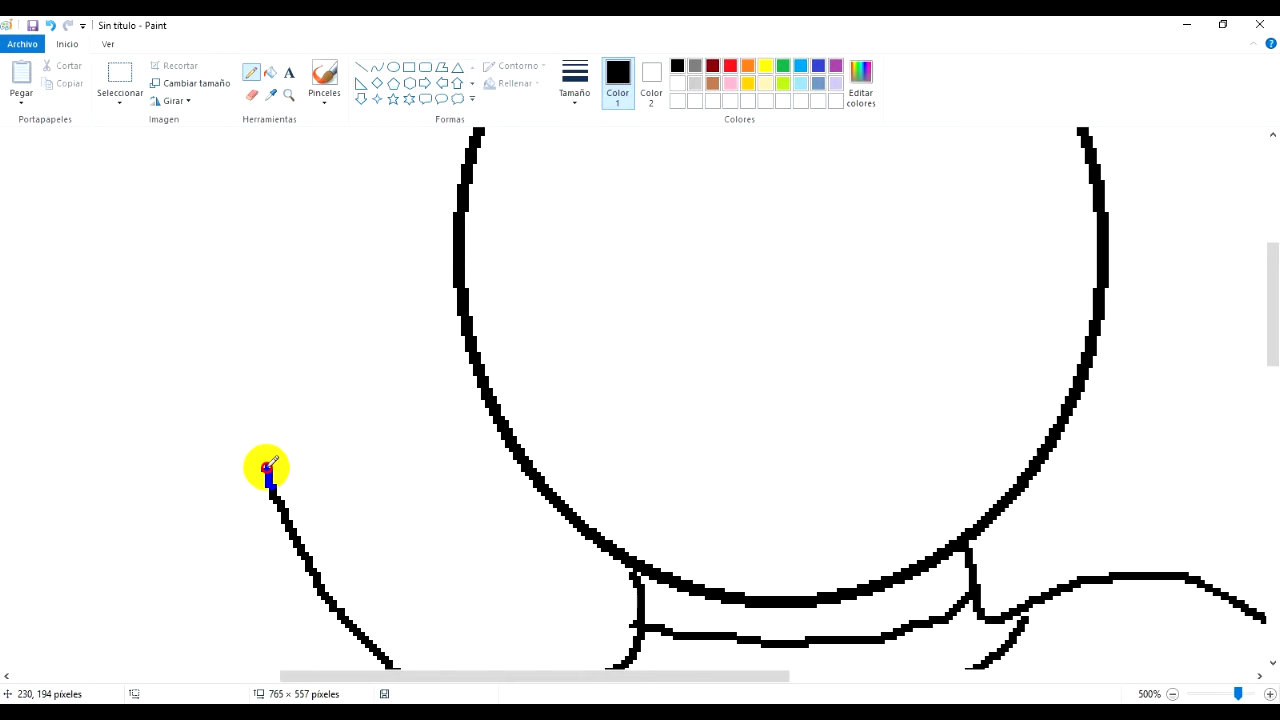 Sin título - Paint
Archivo Inicio Ver
Pegar
Cortar
Copiar
Portapapeles
Seleccionar
Recortar
Cambiar tamaño
Girar
Imagen
A
Herramientas
Pinceles
Contorno
Rellenar
Formas
Tamaño
Color
1
Color
2
Editar
colores
Colores
230, 194 píxeles
765 × 557 píxeles
500%